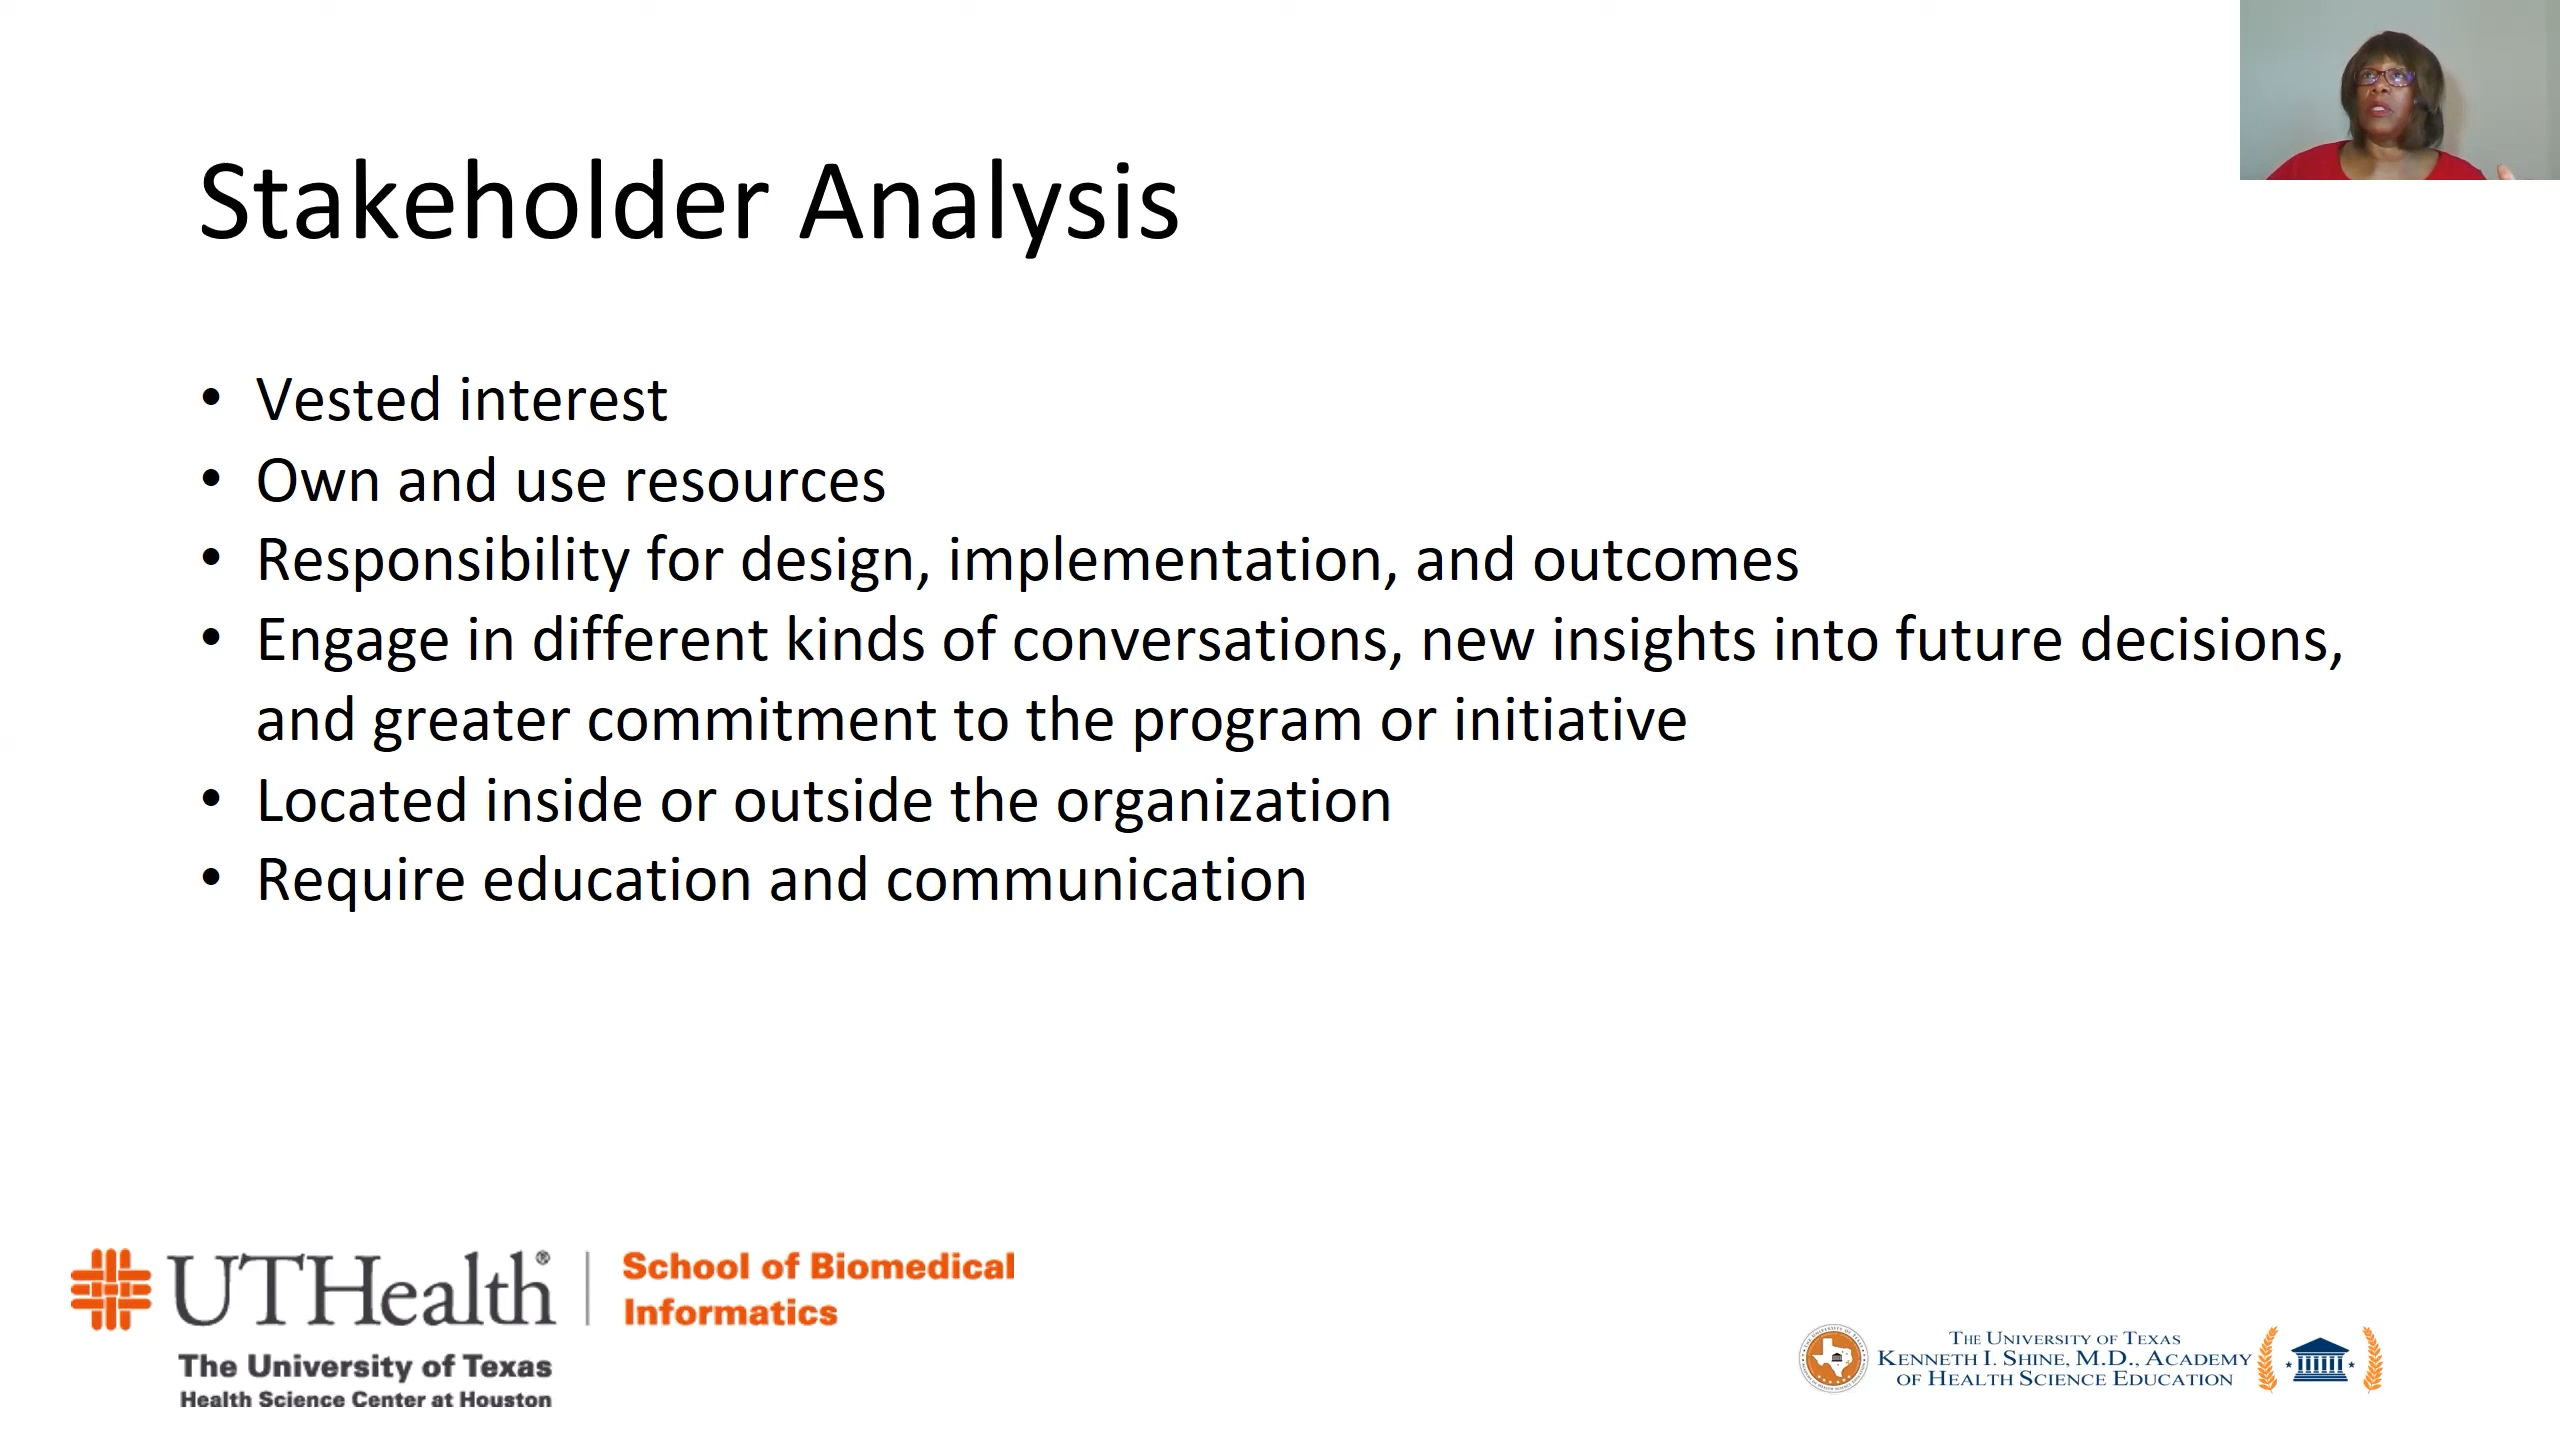 Stakeholder Analysis
• Vested interest
• Own and use resources
• Responsibility for design, implementation, and outcomes
• Engage in different kinds of conversations, new insights into future decisions,
and greater commitment to the program or initiative
• Located inside or outside the organization
• Require education and communication
UTHealth®
School of Biomedical
Informatics
The University of Texas
Health Science Center at Houston
THE UNIVERSITY OF TEXAS
KENNETH I. SHINE, M.D., ACADEMY
OF HEALTH SCIENCE EDUCATION